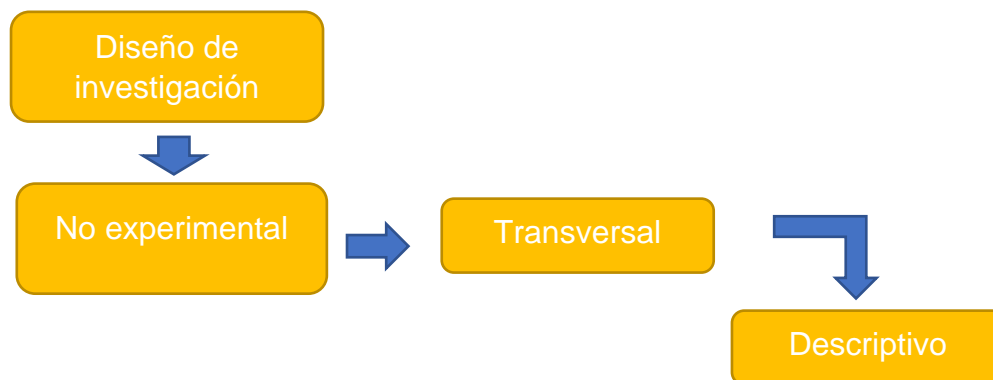 Diseño de
investigación
No experimental
Transversal
Descriptivo